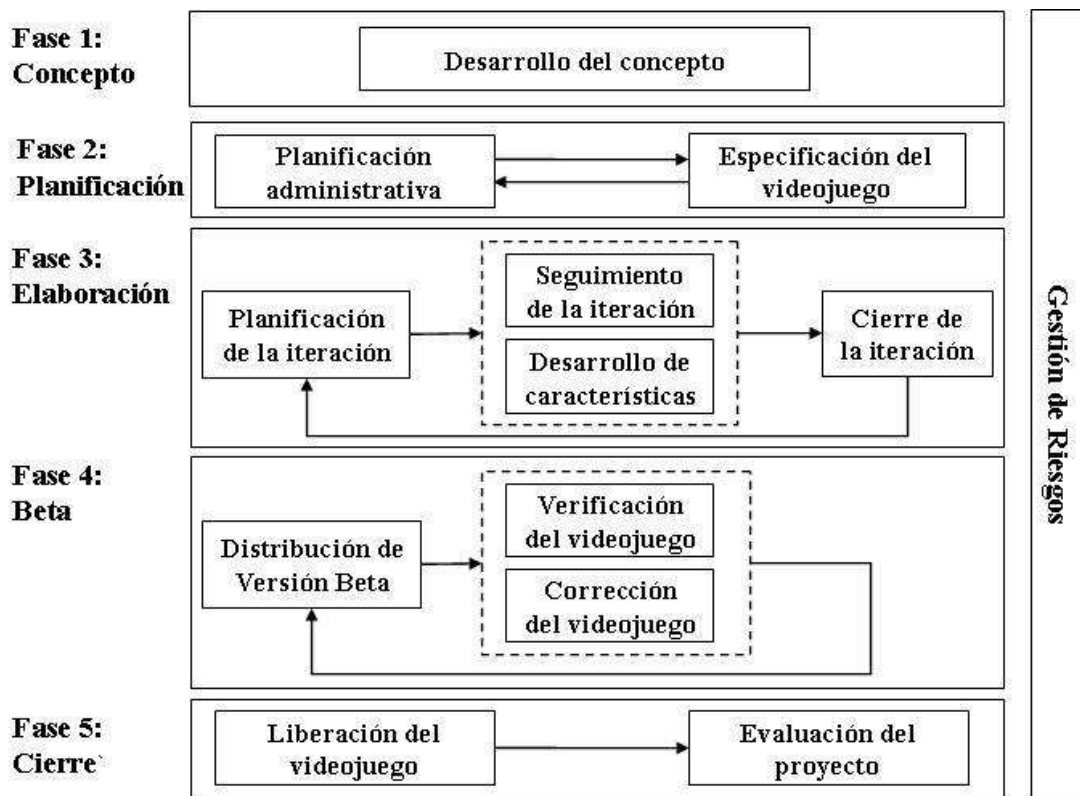 Fase 1:
Concepto
Desarrollo del concepto
Fase 2:
Planificación
Planificación
administrativa
Especificación del
videojuego
Fase 3:
Elaboración
Planificación
de la iteración
Seguimiento
de la iteración
Desarrollo de
características
Cierre de
la iteración
Fase 4:
Beta
Distribución de
Versión Beta
Verificación
del videojuego
Corrección
del videojuego
Fase 5:
Cierre
Liberación del
videojuego
Evaluación del
proyecto
Gestión de Riesgos